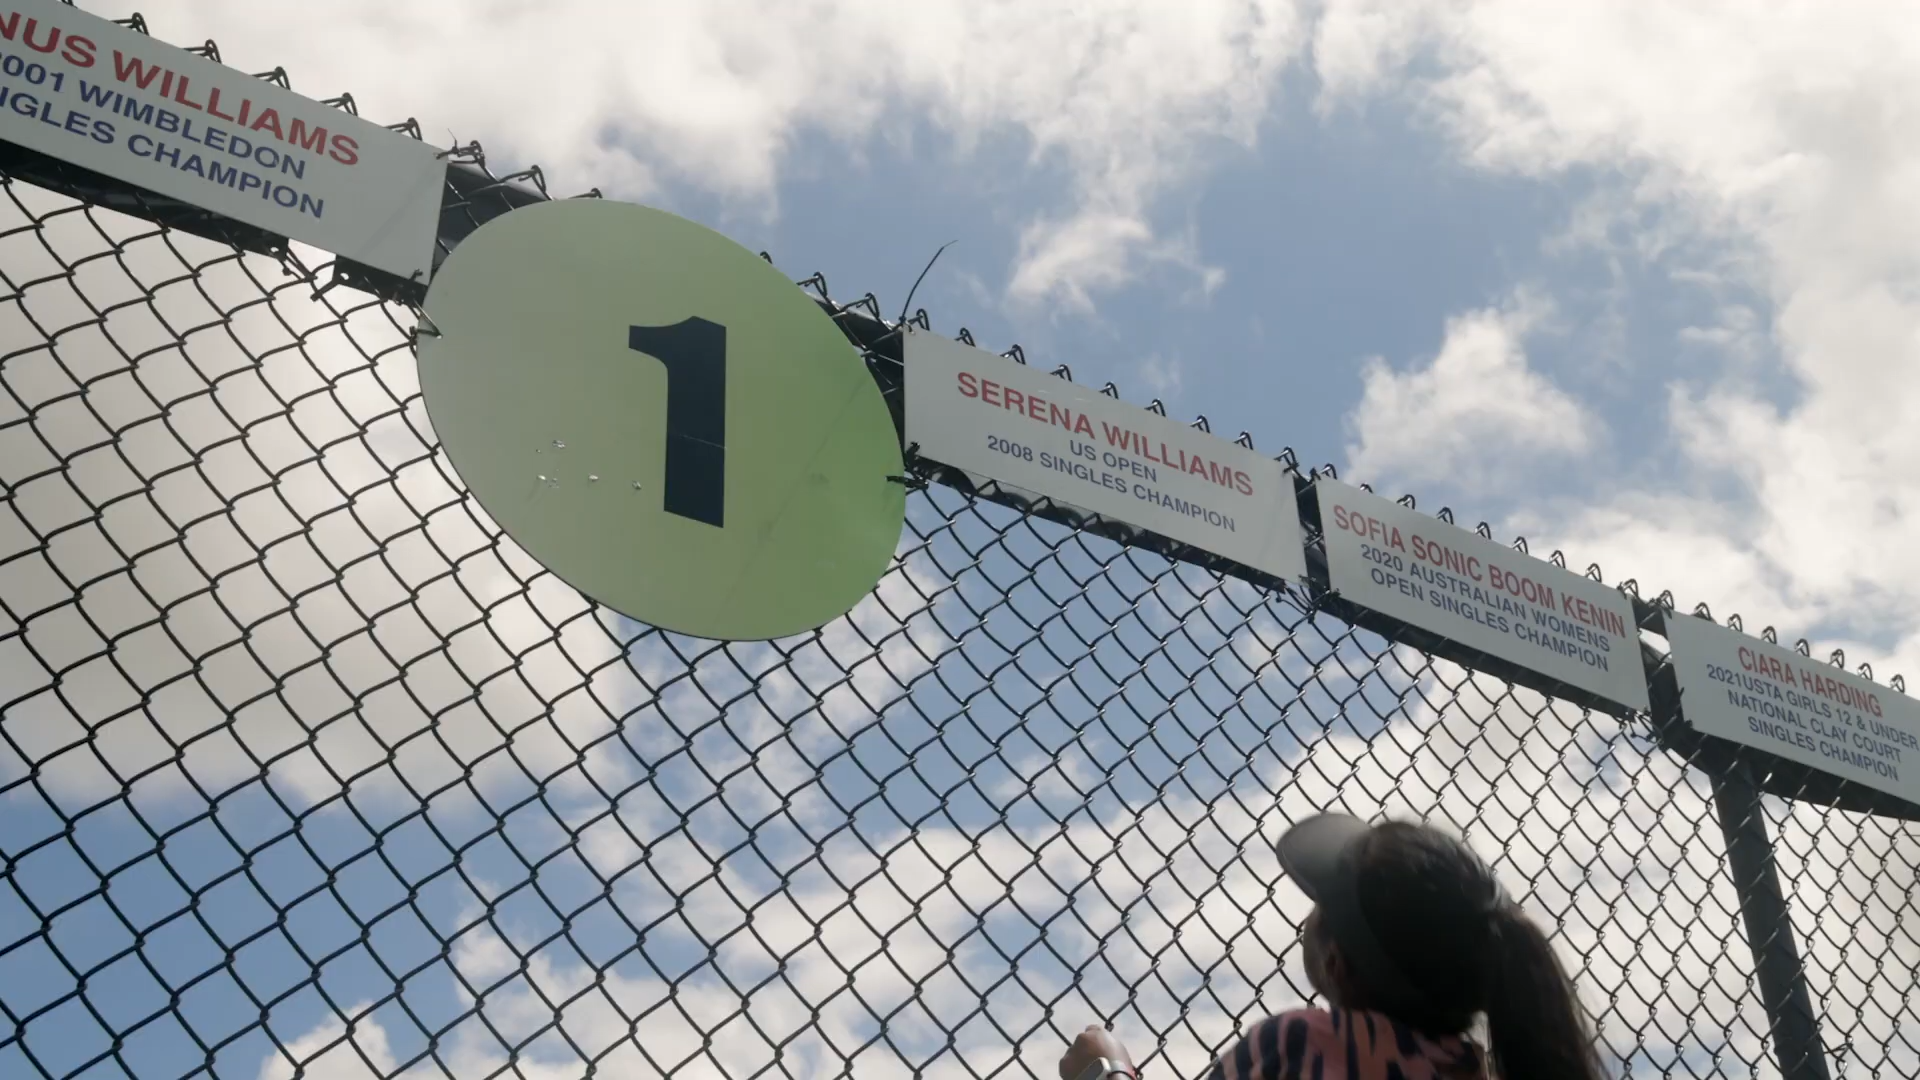 NUS WILLIAMS
2001 WIMBLEDON
NGLES CHAMPION
1
SERENA WILLIAMS
US OPEN
2008 SINGLES CHAMPION
SOFIA SONIC BOOM KENIN
2020 AUSTRALIAN WOMENS
OPEN SINGLES CHAMPION
CIARA HARDING
2021USTA GIRLS 12 & UNDER
NATIONAL CLAY COURT
SINGLES CHAMPION